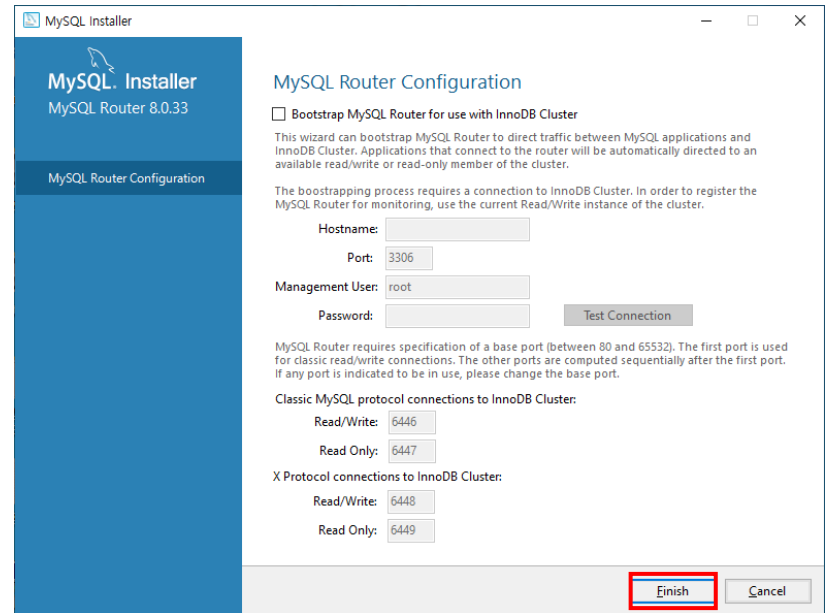 MySQL Installer
MySQL. Installer
MySQL Router 8.0.33
MySQL Router Configuration
MySQL Router Configuration
Bootstrap MySQL Router for use with InnoDB Cluster
This wizard can bootstrap MySQL Router to direct traffic between MySQL applications and
InnoDB Cluster. Applications that connect to the router will be automatically directed to an
available read/write or read-only member of the cluster.
The boostrapping process requires a connection to InnoDB Cluster. In order to register the
MySQL Router for monitoring, use the current Read/Write instance of the cluster.
Hostname:
Port: 3306
Management User: root
Password: Test Connection
MySQL Router requires specification of a base port (between 80 and 65532). The first port is used
for classic read/write connections. The other ports are computed sequentially after the first port.
If any port is indicated to be in use, please change the base port.
Classic MySQL protocol connections to InnoDB Cluster:
Read/Write: 6446
Read Only: 6447
X Protocol connections to InnoDB Cluster:
Read/Write: 6448
Read Only: 6449
Finish Cancel